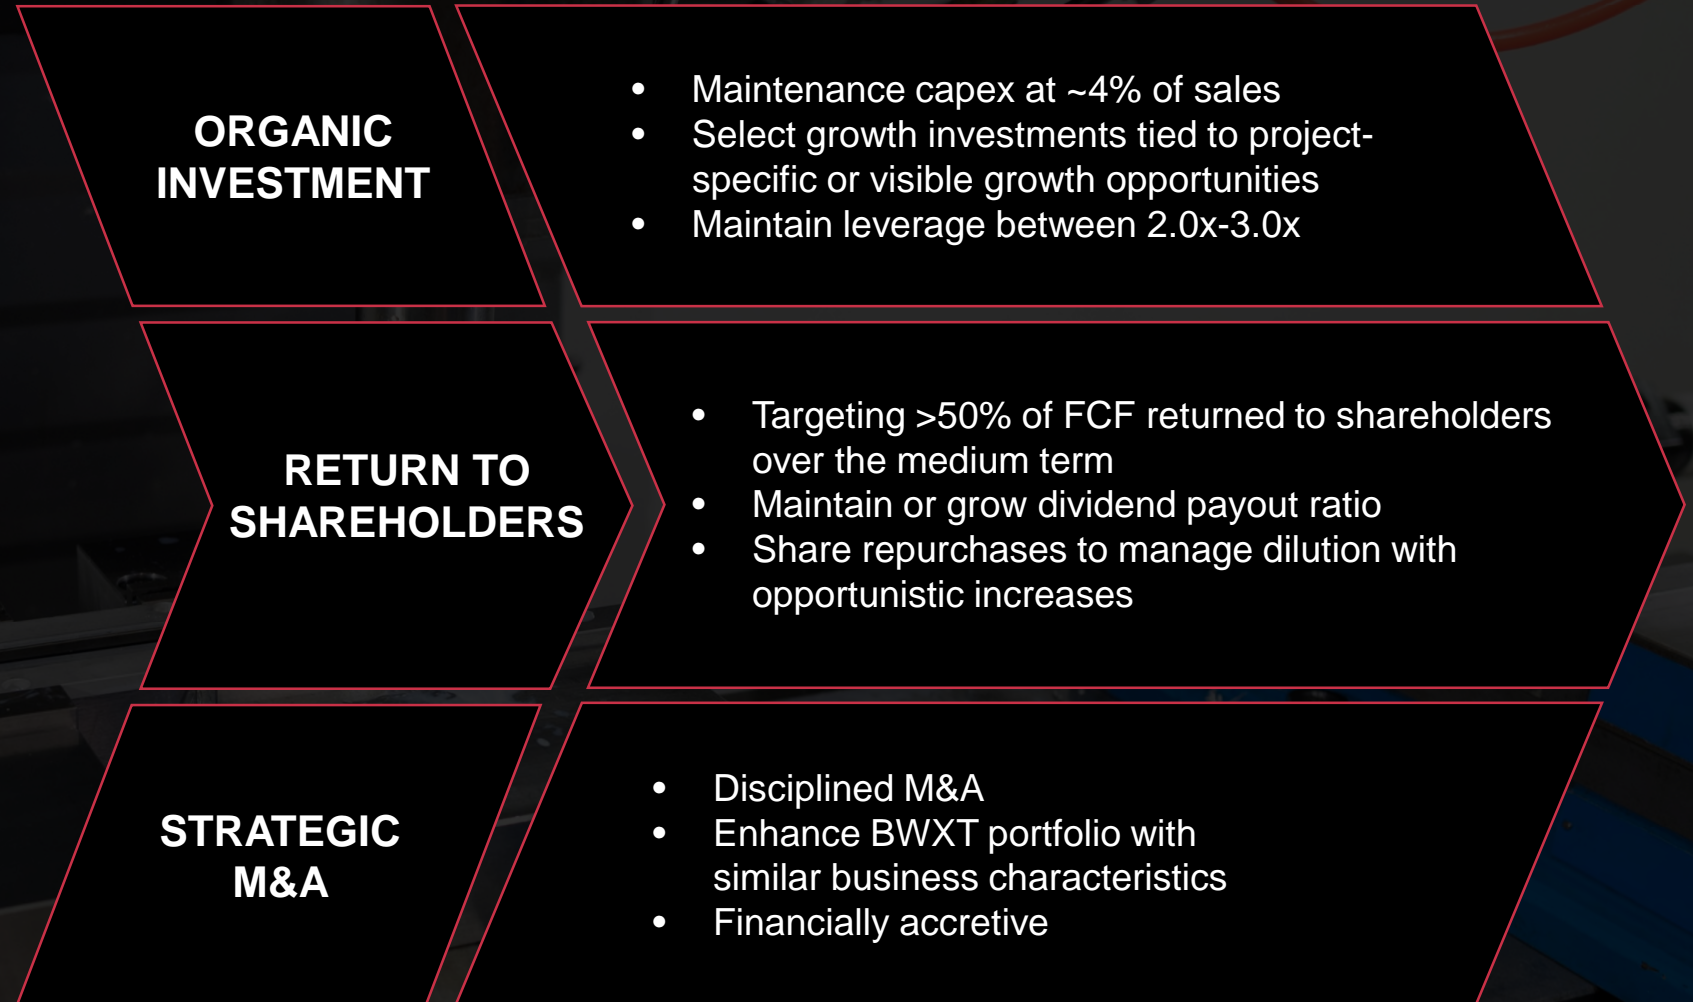 ORGANIC
INVESTMENT
• Maintenance capex at ~4% of sales
• Select growth investments tied to project-
specific or visible growth opportunities
• Maintain leverage between 2.0x-3.0x
RETURN TO
SHAREHOLDERS
• Targeting >50% of FCF returned to shareholders
over the medium term
• Maintain or grow dividend payout ratio
• Share repurchases to manage dilution with
opportunistic increases
STRATEGIC
M&A
• Disciplined M&A
• Enhance BWXT portfolio with
similar business characteristics
• Financially accretive